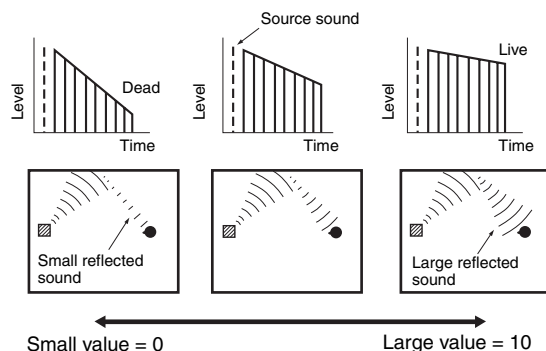 Source sound
Level
Dead
Time
Level
Time
Level
Live
Time
Small reflected
sound
Large reflected
sound
Small value = 0
Large value = 10